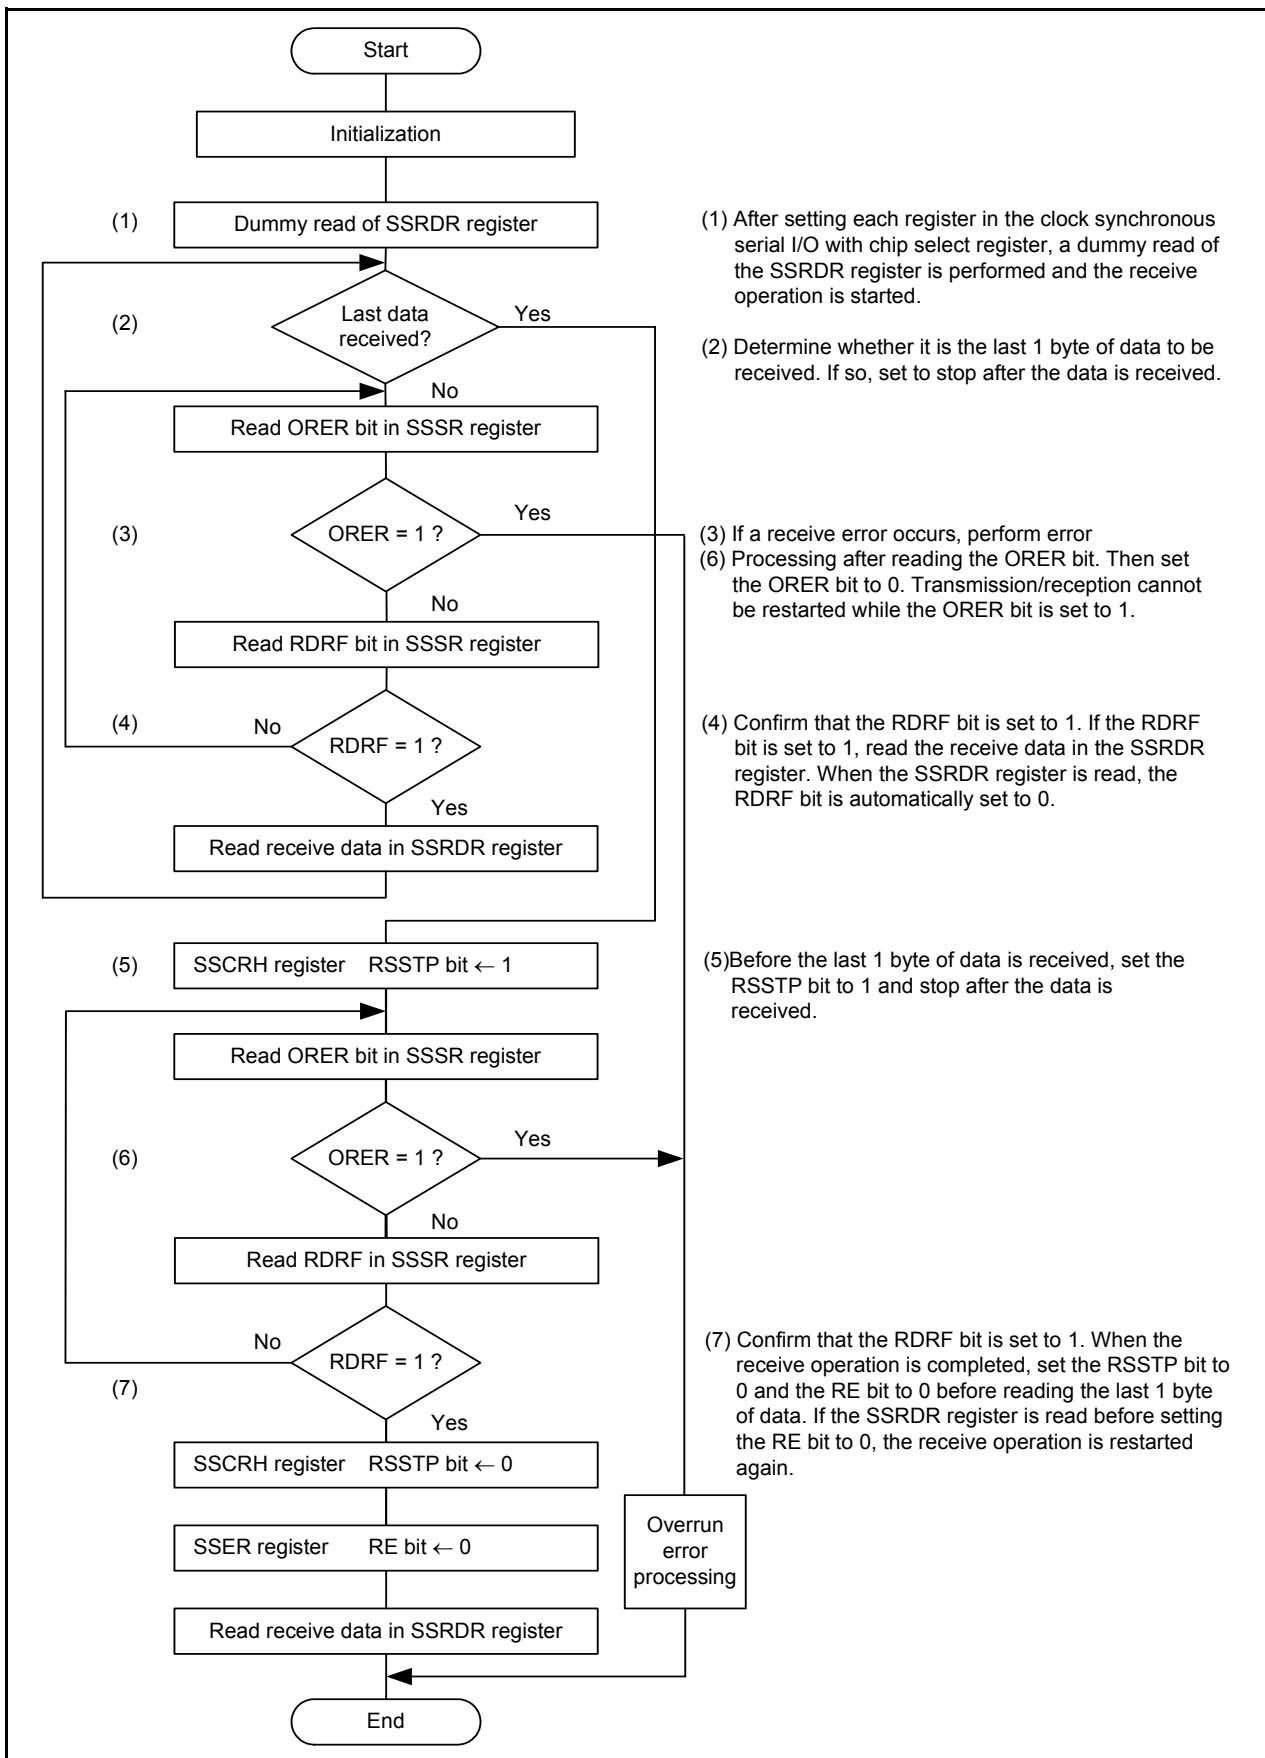 Start
Initialization
(1)
Dummy read of SSRDR register
(2)
Last data
received?
Yes
No
Read ORER bit in SSSR register
(3)
ORER = 1 ?
Yes
No
Read RDRF bit in SSSR register
(4)
No
RDRF = 1 ?
Yes
Read receive data in SSRDR register
(5)
SSCRH register RSSTP bit ← 1
Read ORER bit in SSSR register
(6)
ORER = 1 ?
Yes
No
Read RDRF in SSSR register
No
RDRF = 1 ?
(7)
Yes
SSCRH register RSSTP bit ← 0
SSER register RE bit ← 0
Read receive data in SSRDR register
End
Overrun
error
processing
(1) After setting each register in the clock synchronous
serial I/O with chip select register, a dummy read of
the SSRDR register is performed and the receive
operation is started.
(2) Determine whether it is the last 1 byte of data to be
received. If so, set to stop after the data is received.
(3) If a receive error occurs, perform error
(6) Processing after reading the ORER bit. Then set
the ORER bit to 0. Transmission/reception cannot
be restarted while the ORER bit is set to 1.
(4) Confirm that the RDRF bit is set to 1. If the RDRF
bit is set to 1, read the receive data in the SSRDR
register. When the SSRDR register is read, the
RDRF bit is automatically set to 0.
(5)Before the last 1 byte of data is received, set the
RSSTP bit to 1 and stop after the data is
received.
(7) Confirm that the RDRF bit is set to 1. When the
receive operation is completed, set the RSSTP bit to
0 and the RE bit to 0 before reading the last 1 byte
of data. If the SSRDR register is read before setting
the RE bit to 0, the receive operation is restarted
again.